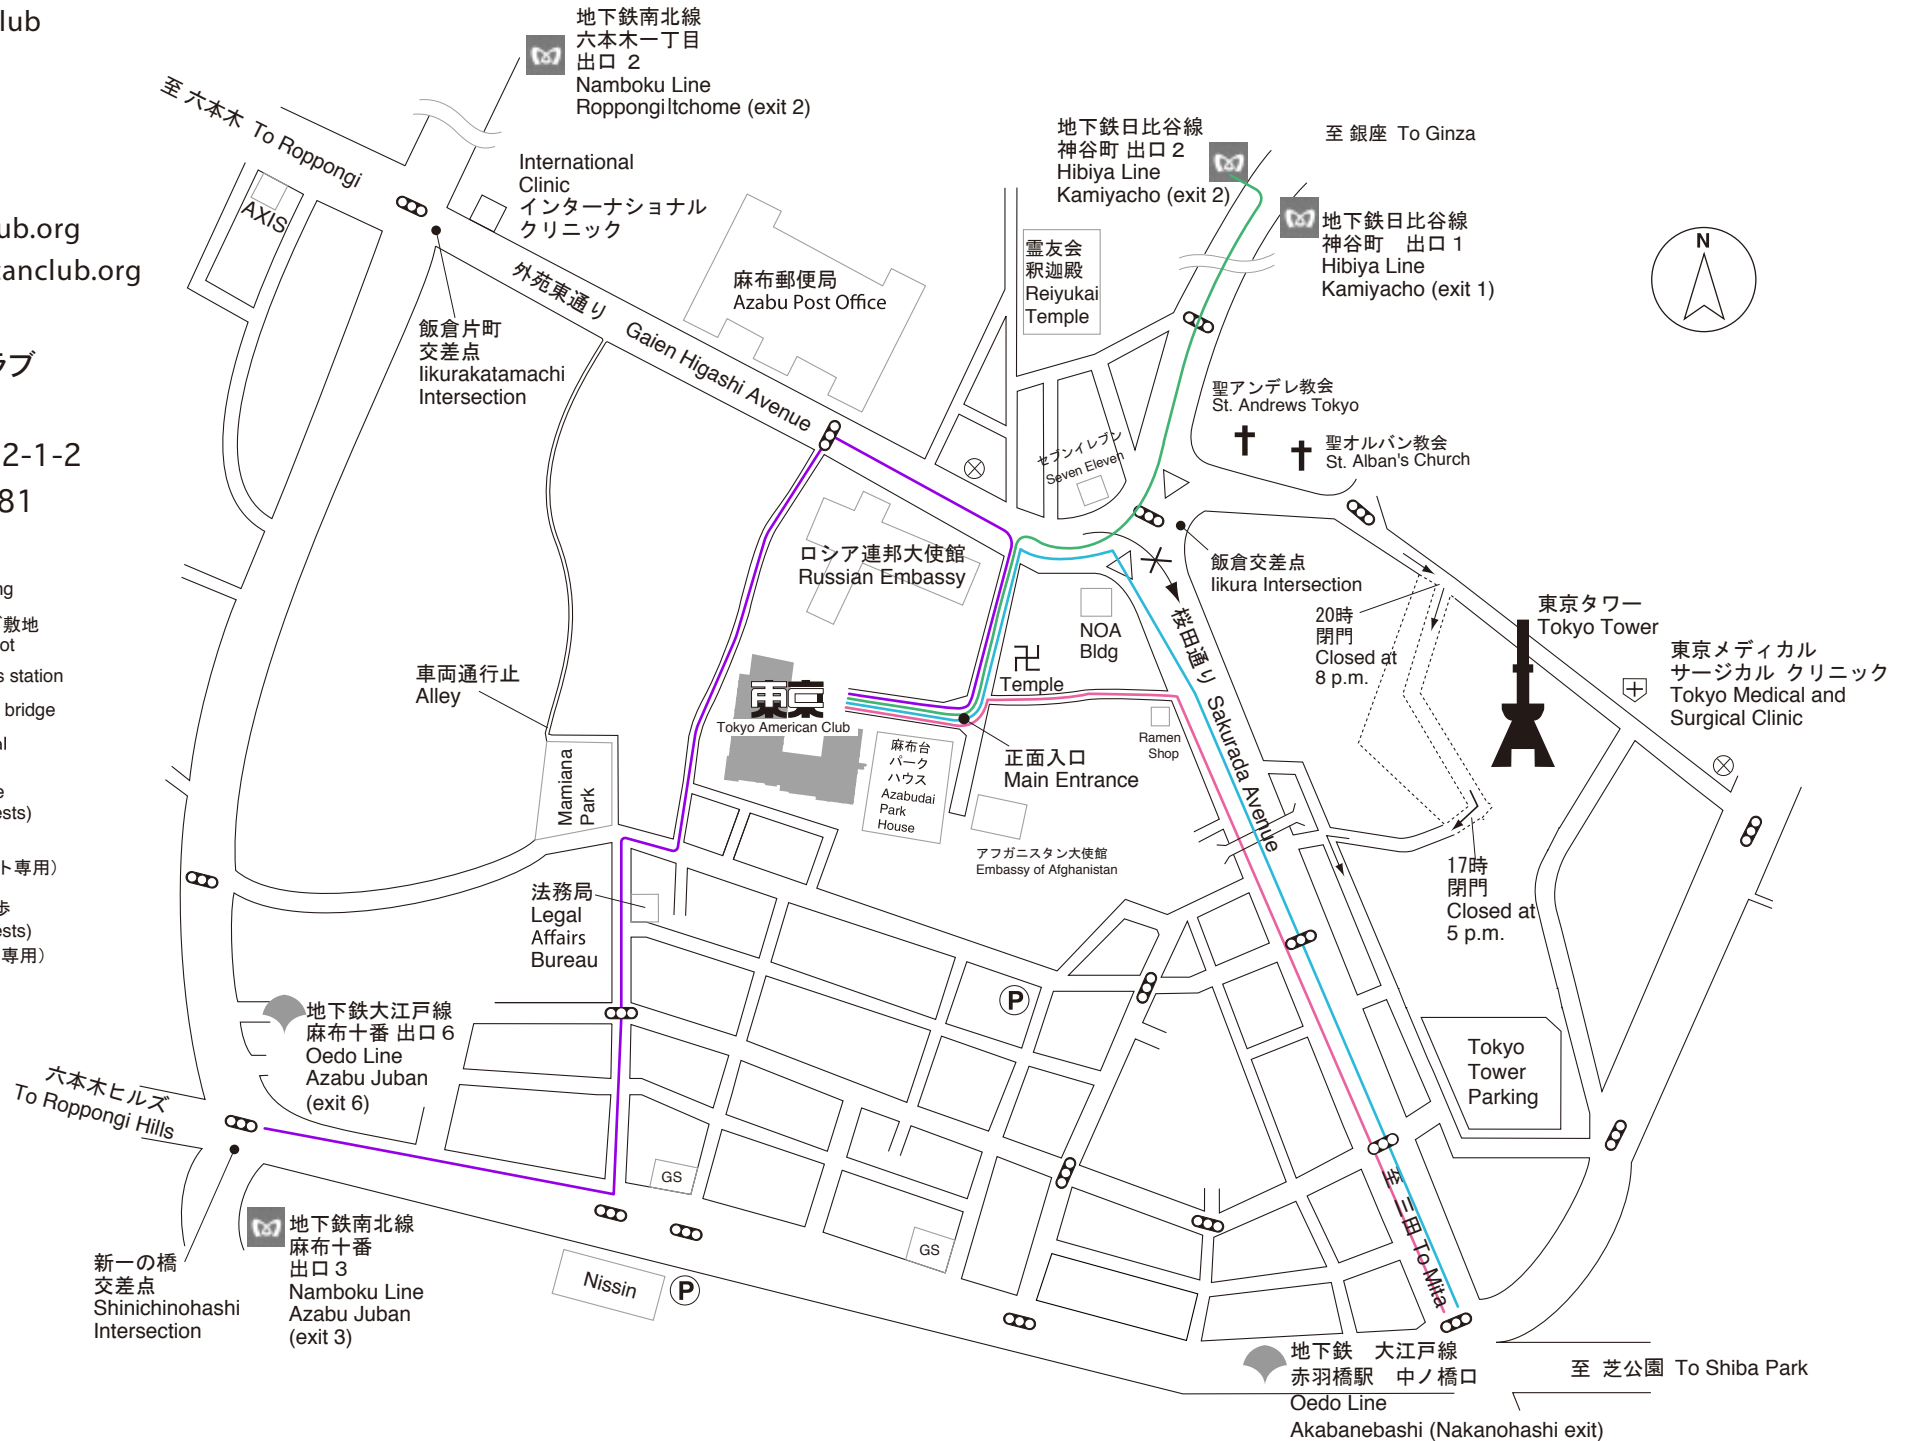 lub
ub.org
canclub.org
ラブ
2-1-2
81
ng
敷地
ot
s station
bridge
al
e
ests)
ト専用）
歩
ests)
専用）
地下鉄南北線
六本木一丁目
出口 2
Namboku Line
RoppongiItchome (exit 2)
至 六本木 To Roppongi
AXIS
International
Clinic
インターナショナル
クリニック
飯倉片町
交差点
Iikurakatamachi
Intersection
外苑東通り Gaien Higashi Avenue
麻布郵便局
Azabu Post Office
霊友会
釈迦殿
Reiyukai
Temple
地下鉄日比谷線
神谷町 出口2
Hibiya Line
Kamiyacho (exit 2)
至 銀座 To Ginza
地下鉄日比谷線
神谷町 出口1
Hibiya Line
Kamiyacho (exit 1)
N
聖アンデレ教会
St. Andrews Tokyo
聖オルバン教会
St. Alban's Church
セブンイレブン
Seven Eleven
飯倉交差点
Iikura Intersection
ロシア連邦大使館
Russian Embassy
NOA
Bldg
卍
Temple
桜田通り Sakurada Avenue
20時
閉門
Closed at
8 p.m.
東京タワー
Tokyo Tower
東京メディカル
サージカル クリニック
Tokyo Medical and
Surgical Clinic
車両通行止
Alley
東京
Tokyo American Club
Mamiana
Park
麻布台
パーク
ハウス
Azabudai
Park
House
正面入口
Main Entrance
Ramen
Shop
アフガニスタン大使館
Embassy of Afghanistan
17時
閉門
Closed at
5 p.m.
法務局
Legal
Affairs
Bureau
P
地下鉄大江戸線
麻布十番 出口6
Oedo Line
Azabu Juban
(exit 6)
六本木ヒルズ
To Roppongi Hills
Tokyo
Tower
Parking
GS
GS
至 三田 To Mita
新一の橋
交差点
Shinichinohashi
Intersection
地下鉄南北線
麻布十番
出口3
Namboku Line
Azabu Juban
(exit 3)
Nissin
P
地下鉄 大江戸線
赤羽橋駅 中ノ橋口
Oedo Line
Akabanebashi (Nakanohashi exit)
至 芝公園 To Shiba Park